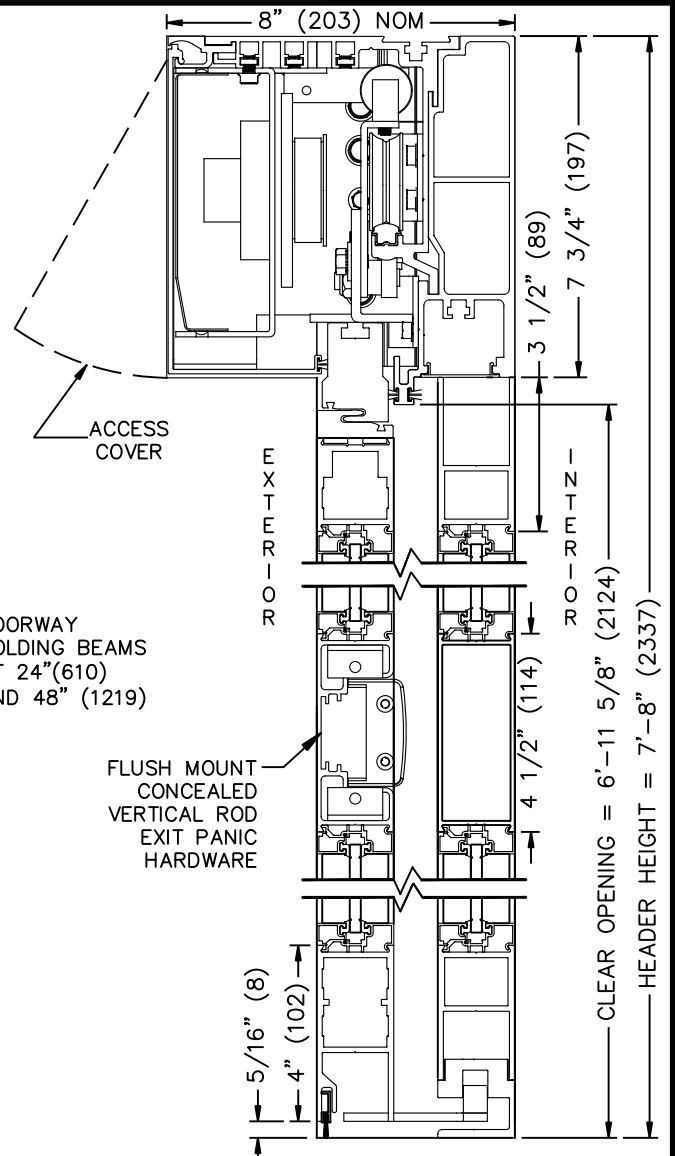 8" (203) NOM
7 3/4" (197)
3 1/2" (89)
ACCESS
COVER
EXTERIOR
INTERIOR
OORWAY
OLDING BEAMS
T 24"(610)
ND 48" (1219)
FLUSH MOUNT
CONCEALED
VERTICAL ROD
EXIT PANIC
HARDWARE
4 1/2" (114)
CLEAR OPENING = 6'-11 5/8" (2124)
HEADER HEIGHT = 7'-8" (2337)
5/16" (8)
4" (102)